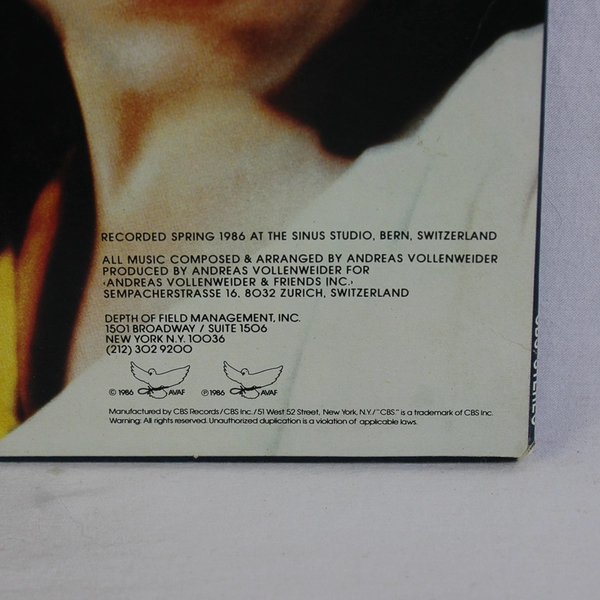 RECORDED SPRING 1986 AT THE SINUS STUDIO, BERN, SWITZERLAND
ALL MUSIC COMPOSED & ARRANGED BY ANDREAS VOLLENWEIDER
PRODUCED BY ANDREAS VOLLENWEIDER FOR
‹ANDREAS VOLLENWEIDER & FRIENDS INC.›
SEMPACHERSTRASSE 16, 8032 ZURICH, SWITZERLAND
DEPTH OF FIELD MANAGEMENT, INC.
1501 BROADWAY / SUITE 1506
NEW YORK N.Y. 10036
(212) 302 9200
© 1986 AVAF ℗ 1986 AVAF
Manufactured by CBS Records/CBS Inc./51 West 52 Street, New York, N.Y./"CBS" is a trademark of CBS Inc.
Warning: All rights reserved. Unauthorized duplication is a violation of applicable laws.